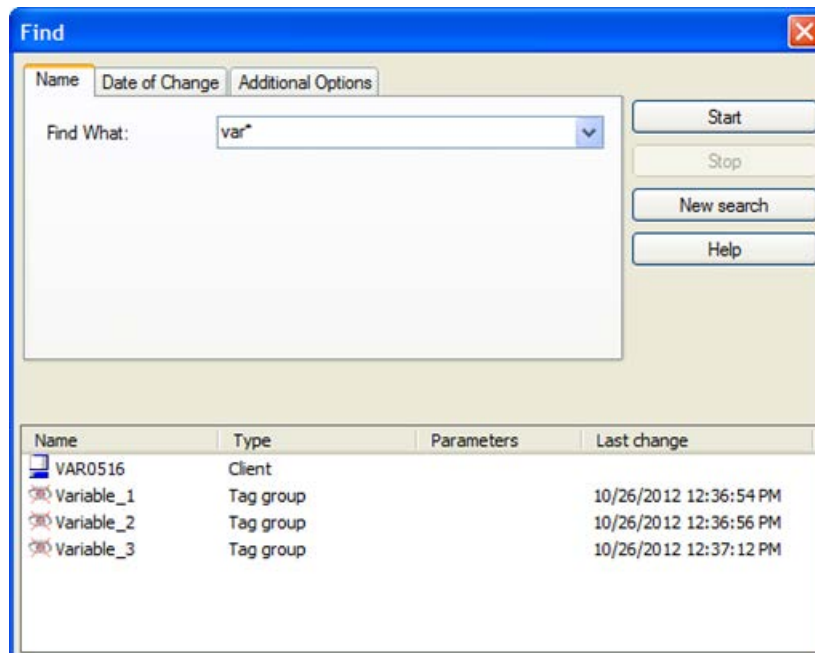 Find
Name Date of Change Additional Options
Find What: var*
Start
Stop
New search
Help
Name Type Parameters Last change
VAR0516 Client
Variable_1 Tag group 10/26/2012 12:36:54 PM
Variable_2 Tag group 10/26/2012 12:36:56 PM
Variable_3 Tag group 10/26/2012 12:37:12 PM